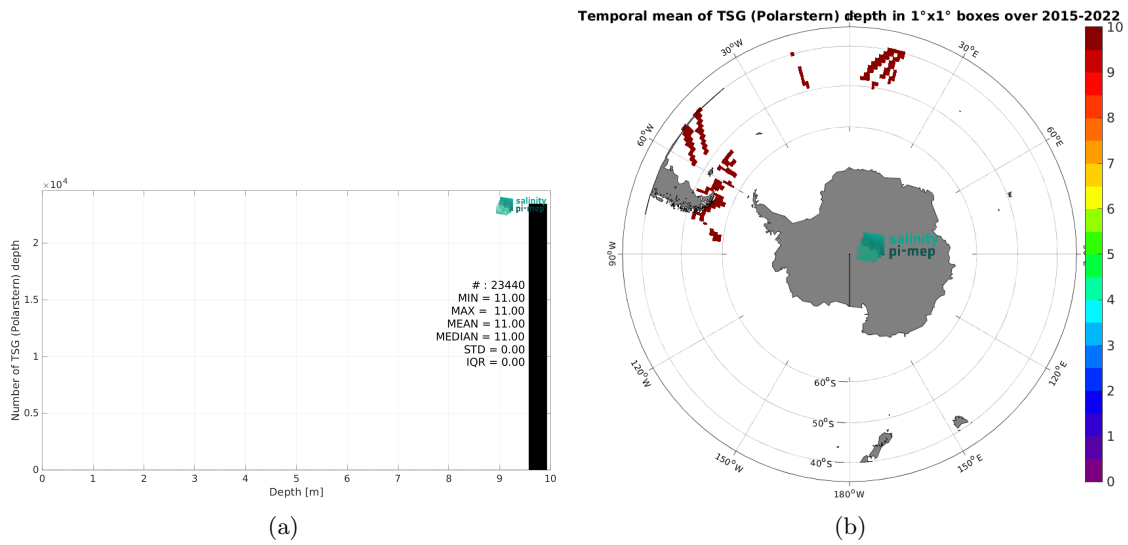 Temporal mean of TSG (Polarstern) depth in 1°x1° boxes over 2015-2022
×10⁴
2
1.5
1
0.5
0
Number of TSG (Polarstern) depth
salinity
pi-mep
# : 23440
MIN = 11.00
MAX = 11.00
MEAN = 11.00
MEDIAN = 11.00
STD = 0.00
IQR = 0.00
0 1 2 3 4 5 6 7 8 9 10
Depth [m]
(a)
30°W
30°E
60°W
60°E
90°W
salinity
pi-mep
120°W
120°E
150°W
150°E
180°W
60°S
50°S
40°S
10
9
8
7
6
5
4
3
2
1
0
(b)